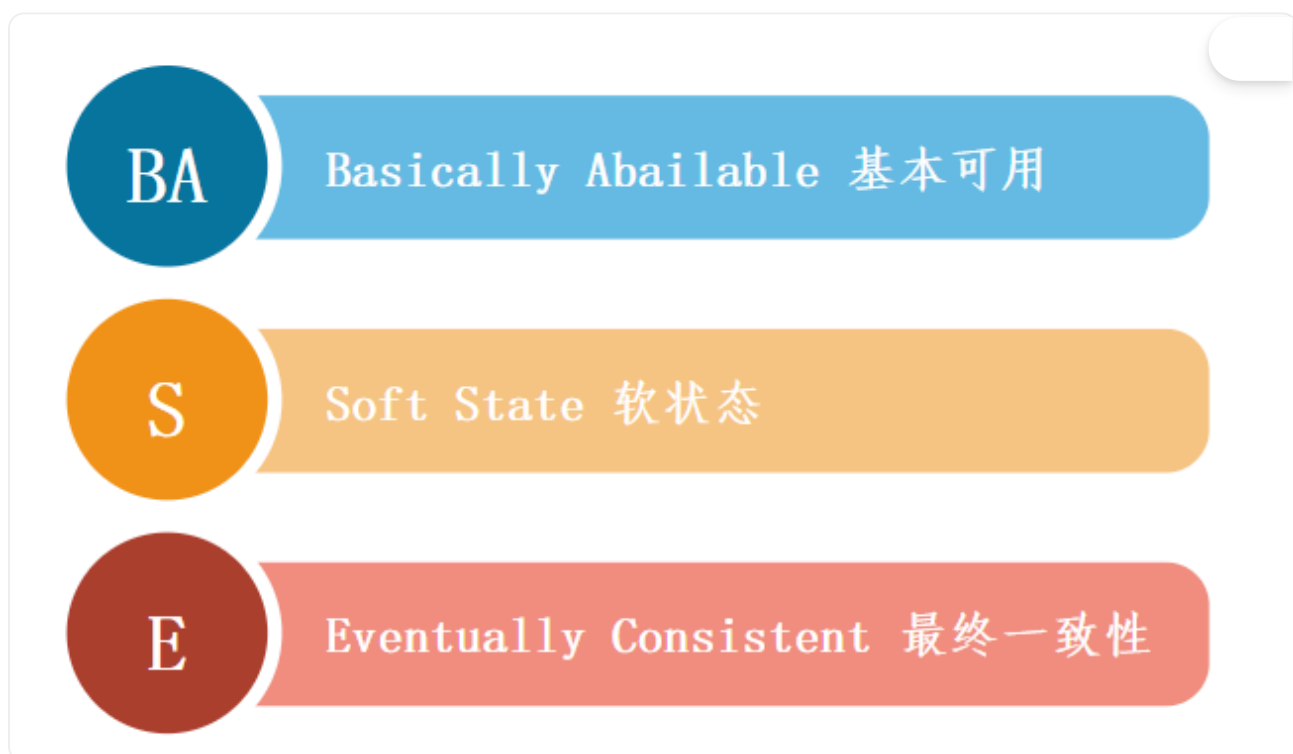 BA
Basically Abailable 基本可用
S
Soft State 软状态
E
Eventually Consistent 最终一致性